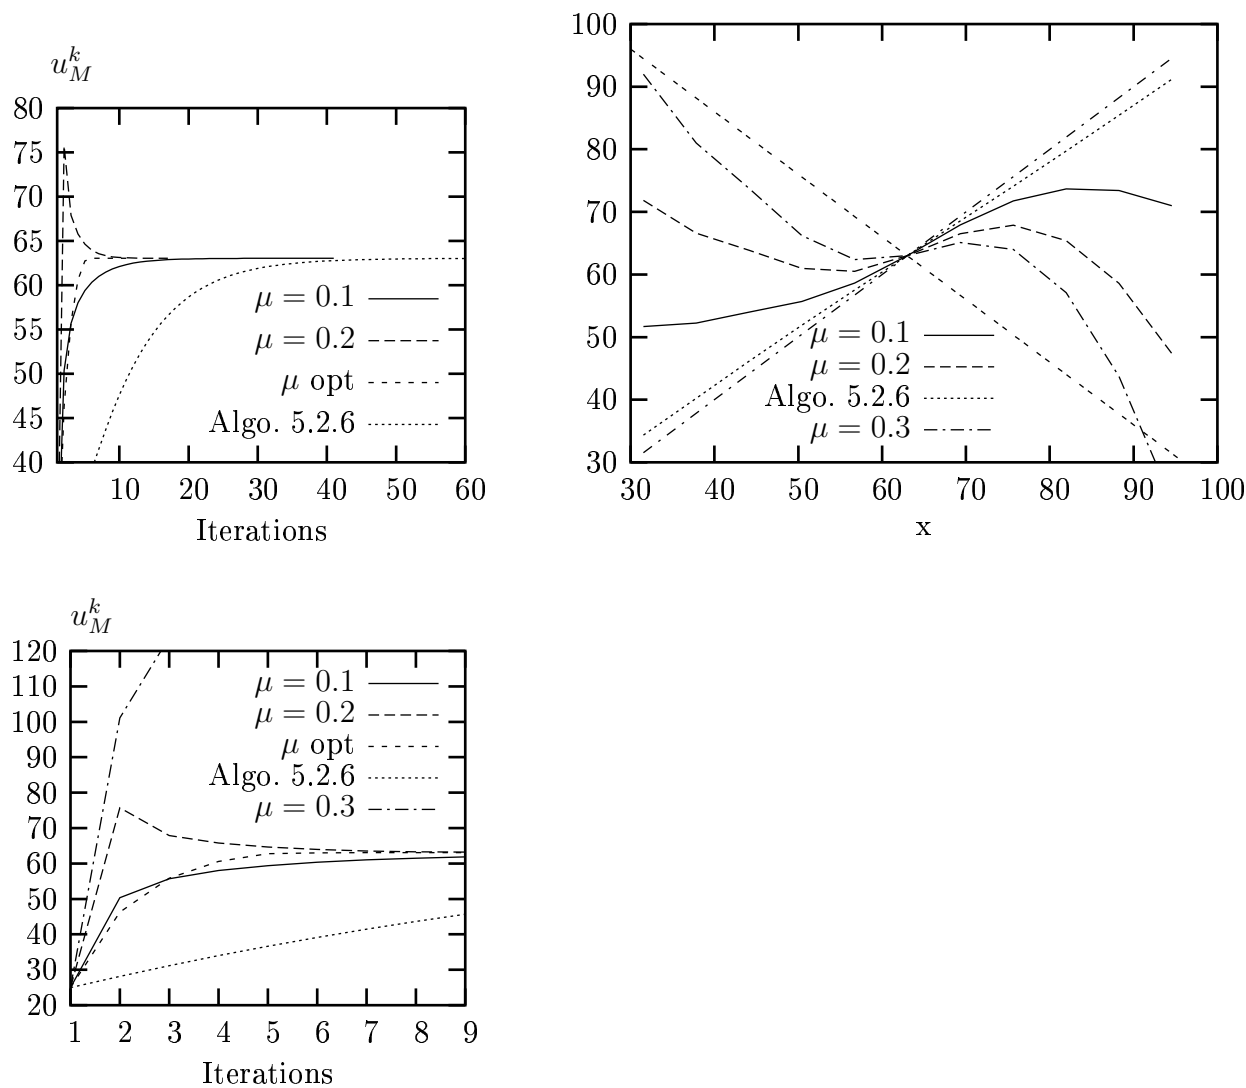 u_M^k
80
75
70
65
60
55
50
45
40
10 20 30 40 50 60
Iterations
μ = 0.1
μ = 0.2
μ opt
Algo. 5.2.6
100
90
80
70
60
50
40
30
30 40 50 60 70 80 90 100
x
μ = 0.1
μ = 0.2
Algo. 5.2.6
μ = 0.3
u_M^k
120
110
100
90
80
70
60
50
40
30
20
1 2 3 4 5 6 7 8 9
Iterations
μ = 0.1
μ = 0.2
μ opt
Algo. 5.2.6
μ = 0.3